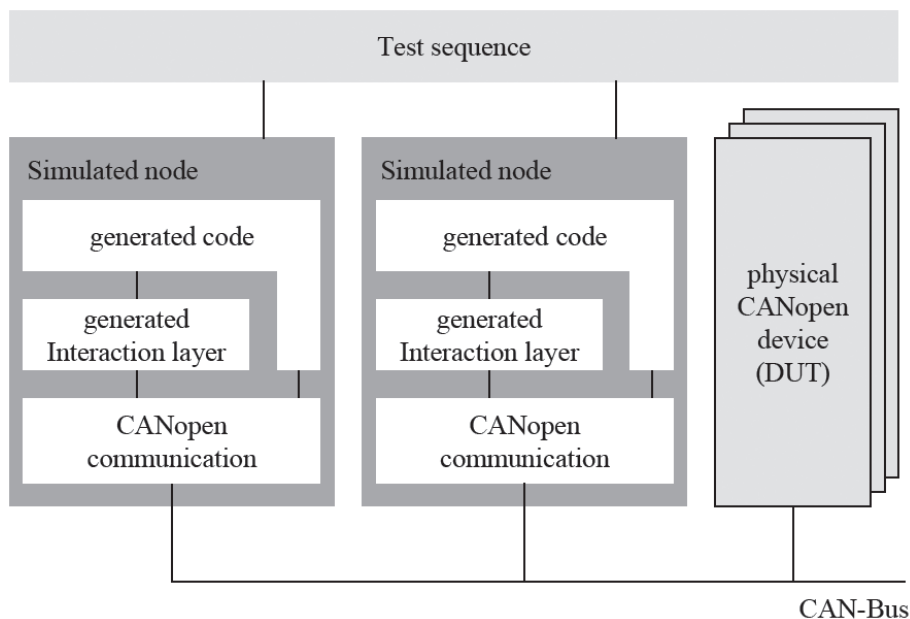 Test sequence
Simulated node
generated code
generated
Interaction layer
CANopen
communication
Simulated node
generated code
generated
Interaction layer
CANopen
communication
physical
CANopen
device
(DUT)
CAN-Bus